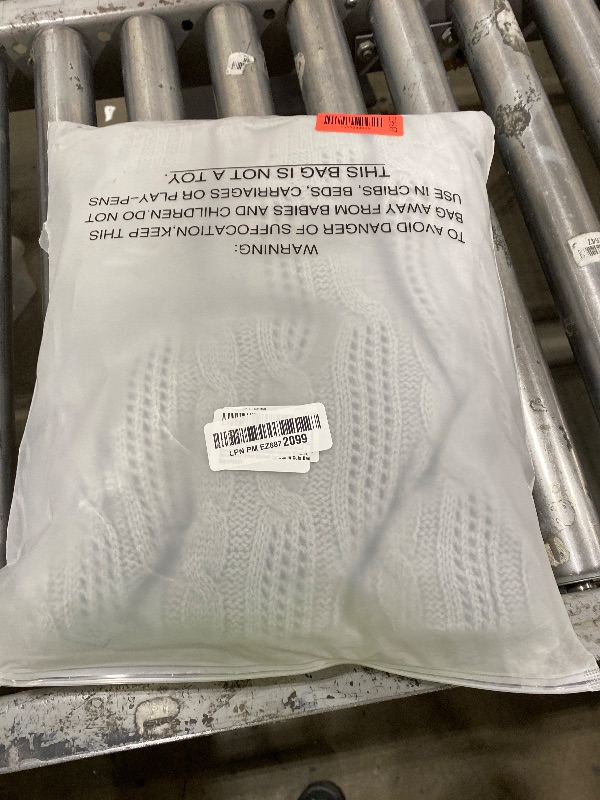 WARNING:
TO AVOID DANGER OF SUFFOCATION,KEEP THIS
BAG AWAY FROM BABIES AND CHILDREN.DO NOT
USE IN CRIBS, BEDS, CARRIAGES OR PLAY-PENS
THIS BAG IS NOT A TOY.
LPN PM EZ887 2099